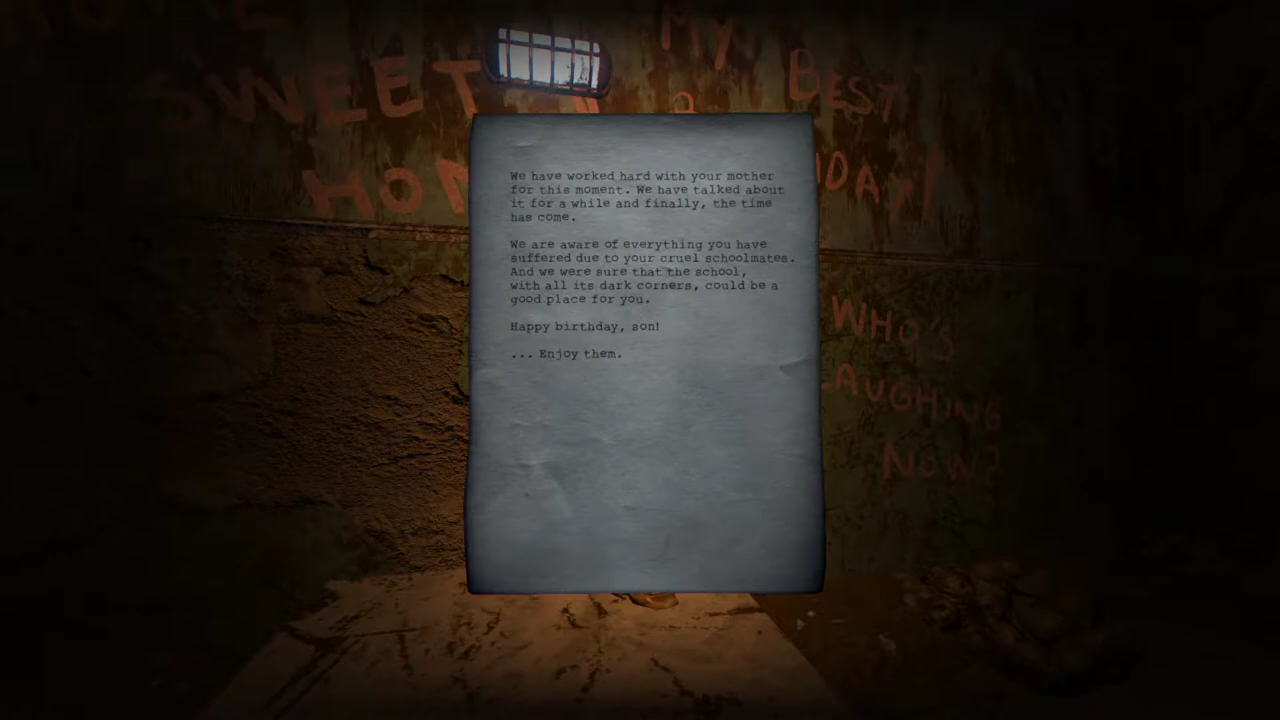 HOME
SWEET
HOM
MY
BEST
DAY!
We have worked hard with your mother
for this moment. We have talked about
it for a while and finally, the time
has come.
We are aware of everything you have
suffered due to your cruel schoolmates.
And we were sure that the school,
with all its dark corners, could be a
good place for you.
Happy birthday, son!
... Enjoy them.
WHO'S
LAUGHING
NOW?